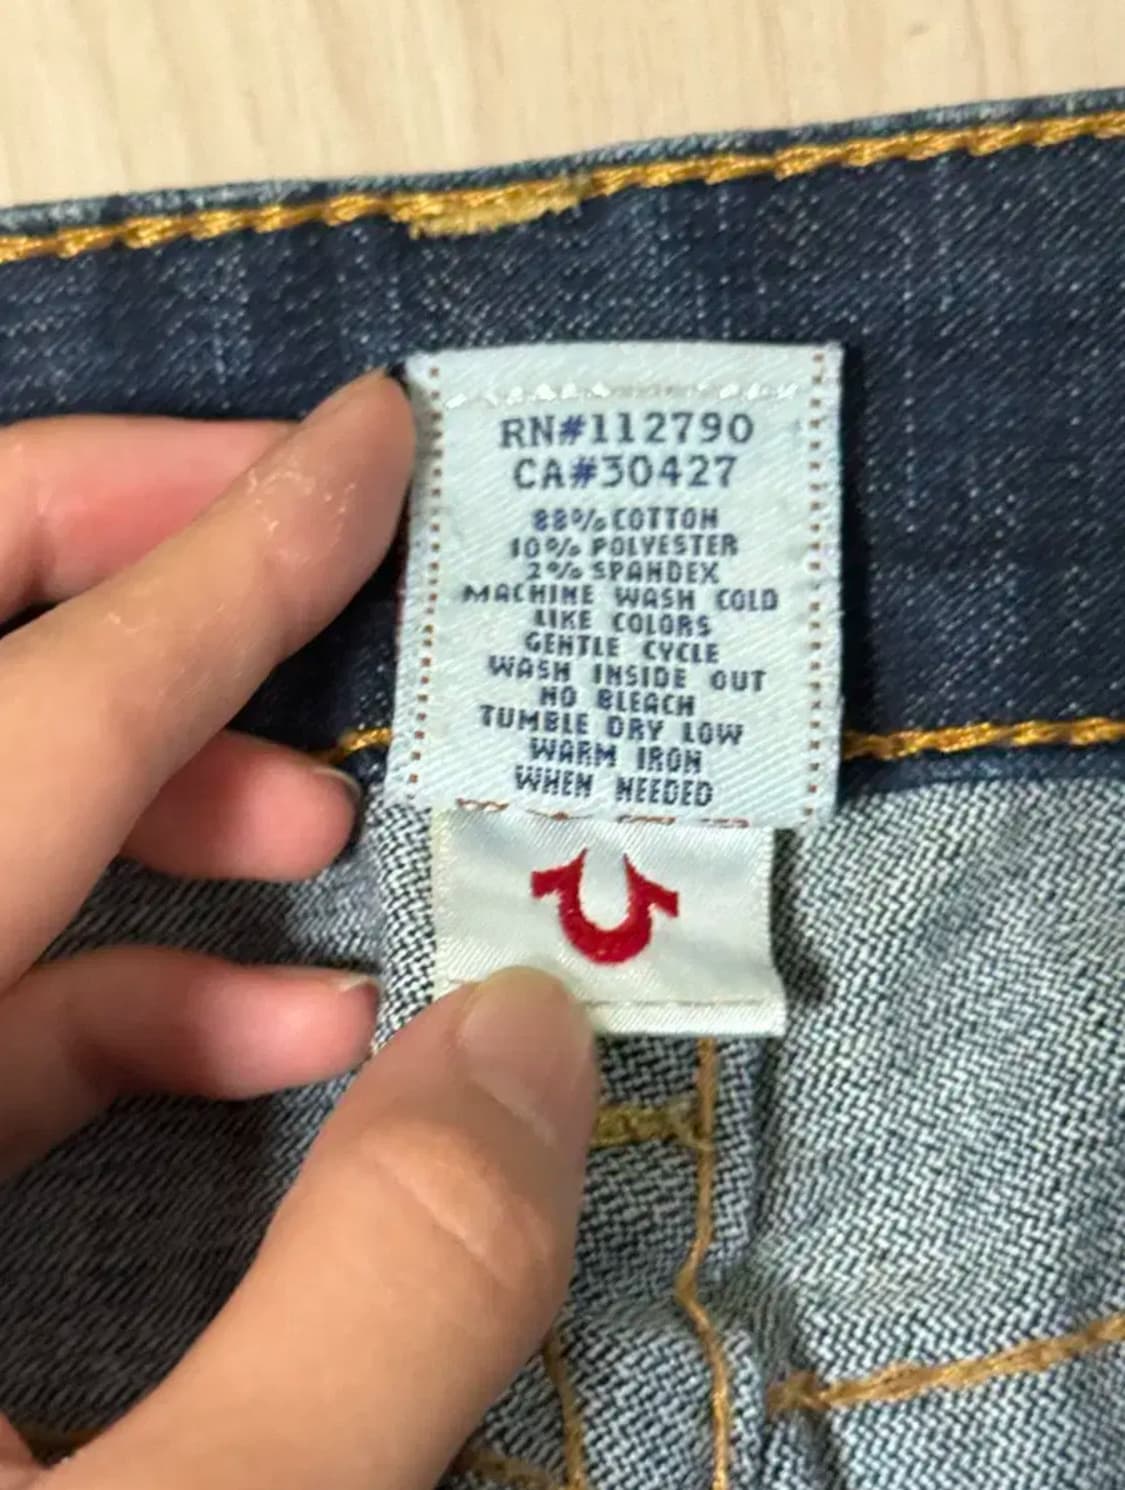 RN#112790
CA#30427
88% COTTON
10% POLYESTER
2% SPANDEX
MACHINE WASH COLD
LIKE COLORS
GENTLE CYCLE
WASH INSIDE OUT
NO BLEACH
TUMBLE DRY LOW
WARM IRON
WHEN NEEDED